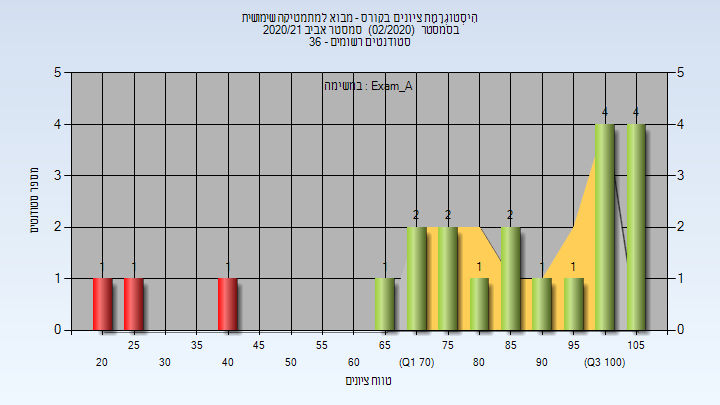 היסטוגרמת ציונים בקורס - מבוא למתמטיקה שימושית
בסמסטר (02/2020) סמסטר אביב 2020/21
סטודנטים רשומים - 36
במשימה : Exam_A
מספר סטודנטים
5 5
4 4
3 3
2 2
1 1
0 0
1 1 1 1 2 2 1 2 1 1 4 4
25 35 45 55 65 75 85 95 105
20 30 40 50 60 (Q1 70) 80 90 (Q3 100)
טווח ציונים